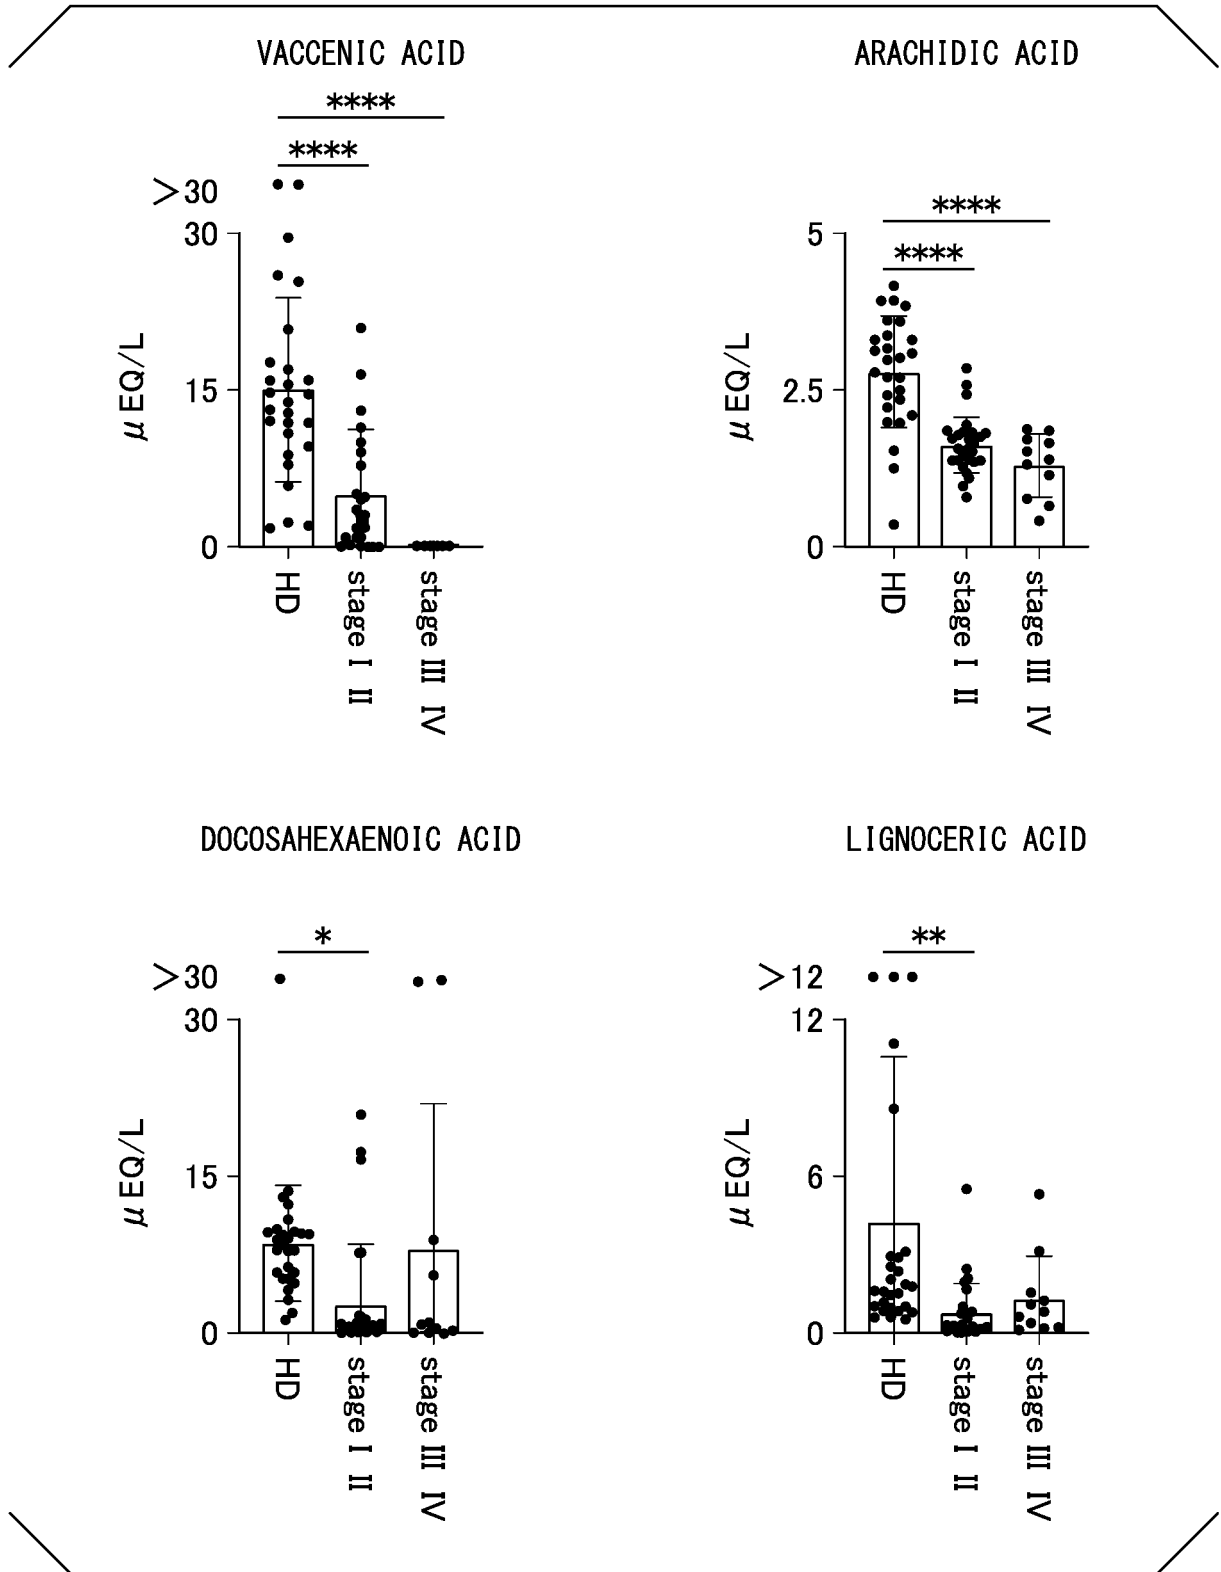 VACCENIC ACID
****
****
>30
30
15
0
μEQ/L
HD
stage I II
stage III IV
ARACHIDIC ACID
****
****
5
2.5
0
μEQ/L
HD
stage I II
stage III IV
DOCOSAHEXAENOIC ACID
*
>30
30
15
0
μEQ/L
HD
stage I II
stage III IV
LIGNOCERIC ACID
**
>12
12
6
0
μEQ/L
HD
stage I II
stage III IV